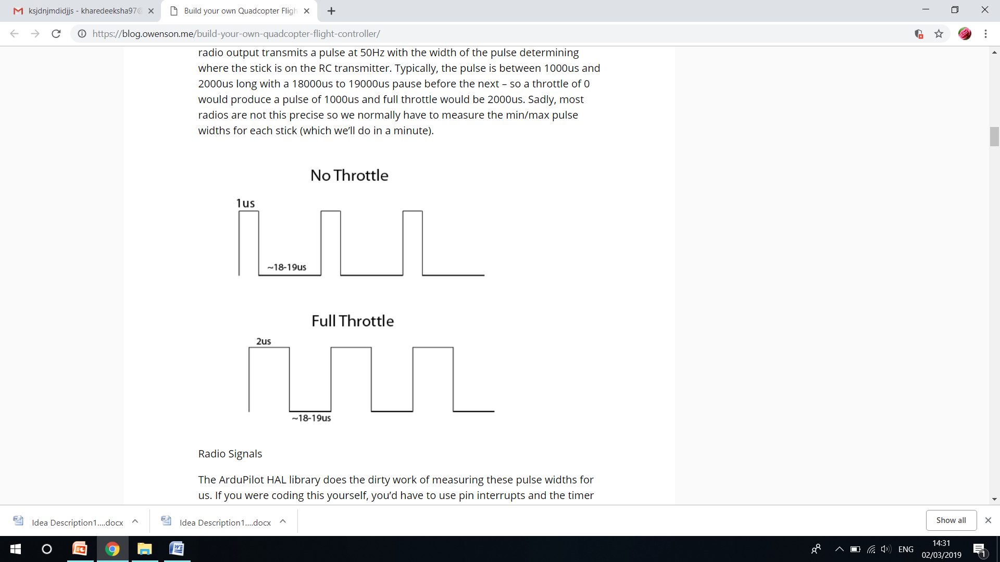 ksjdnjmdidjjs - kharedeeksha97@
Build your own Quadcopter Fligh
https://blog.owenson.me/build-your-own-quadcopter-flight-controller/
radio output transmits a pulse at 50Hz with the width of the pulse determining
where the stick is on the RC transmitter. Typically, the pulse is between 1000us and
2000us long with a 18000us to 19000us pause before the next – so a throttle of 0
would produce a pulse of 1000us and full throttle would be 2000us. Sadly, most
radios are not this precise so we normally have to measure the min/max pulse
widths for each stick (which we’ll do in a minute).
No Throttle
1us
~18-19us
Full Throttle
2us
~18-19us
Radio Signals
The ArduPilot HAL library does the dirty work of measuring these pulse widths for
us. If you were coding this yourself, you’d have to use pin interrupts and the timer
Idea Description1....docx
Idea Description1....docx
Show all
ENG
14:31
02/03/2019
1